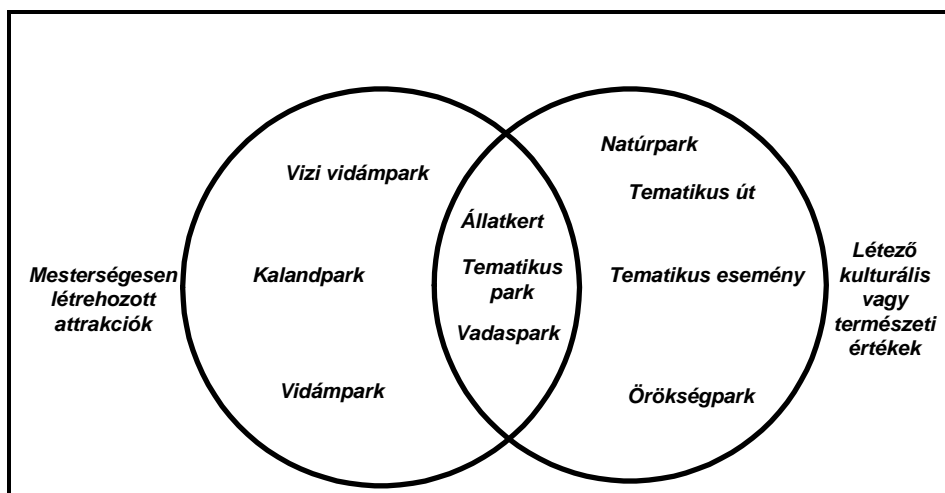 Mesterségesen
létrehozott
attrakciók
Vizi vidámpark
Kalandpark
Vidámpark
Állatkert
Tematikus
park
Vadaspark
Natúrpark
Tematikus út
Tematikus esemény
Örökségpark
Létező
kulturális
vagy
természeti
értékek